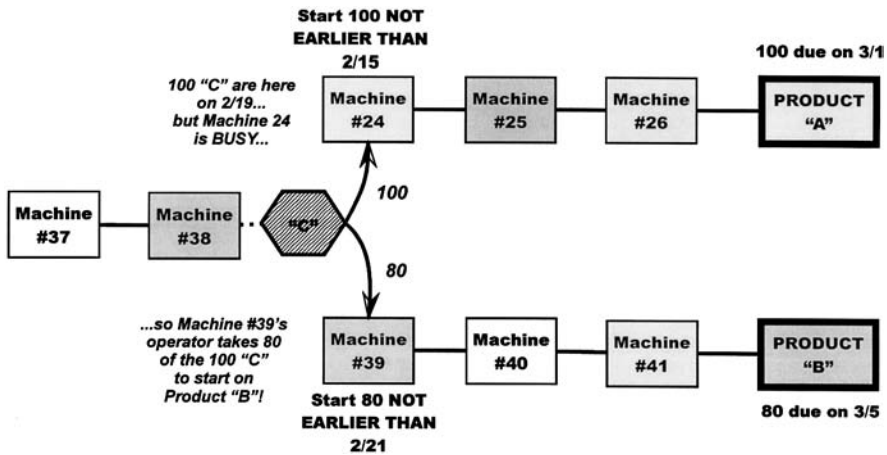 Start 100 NOT
EARLIER THAN
2/15
100 due on 3/1
100 "C" are here
on 2/19...
but Machine 24
is BUSY...
Machine
#24
Machine
#25
Machine
#26
PRODUCT
"A"
100
Machine
#37
Machine
#38
"C"
80
...so Machine #39's
operator takes 80
of the 100 "C"
to start on
Product "B"!
Machine
#39
Machine
#40
Machine
#41
PRODUCT
"B"
Start 80 NOT
EARLIER THAN
2/21
80 due on 3/5